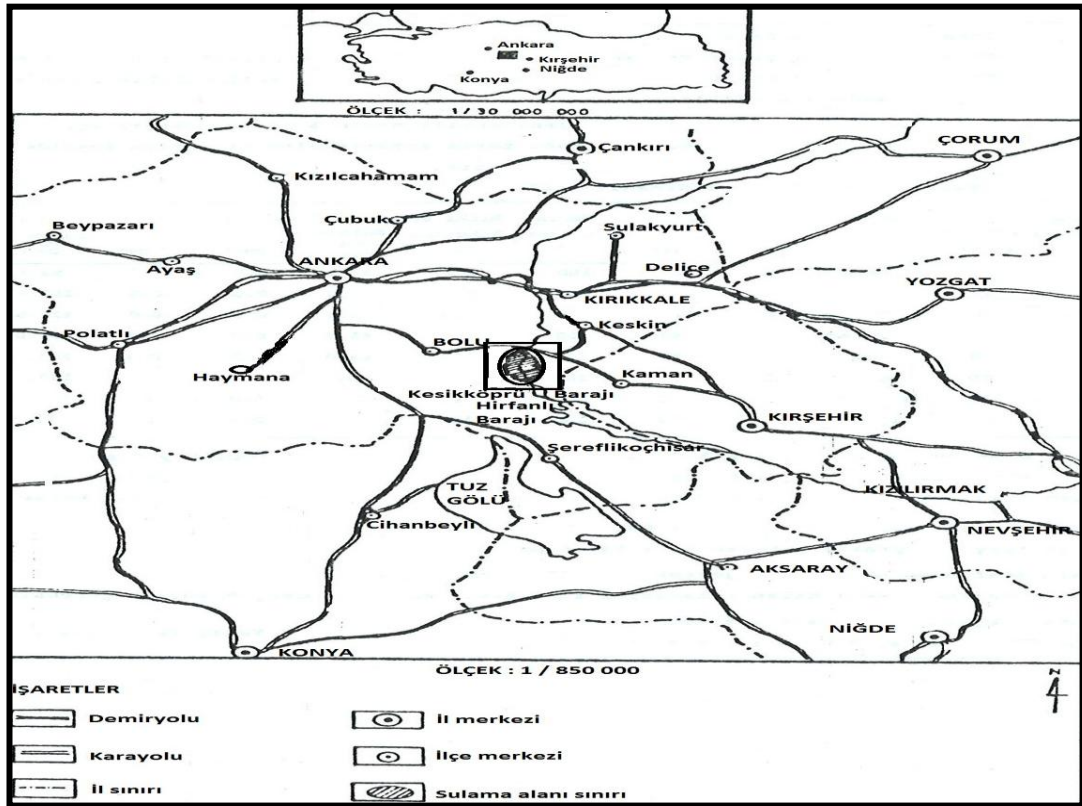 Ankara
Kırşehir
Niğde
Konya
ÖLÇEK : 1/30 000 000
Çankırı
ÇORUM
Kızılcahamam
Çubuk
Beypazarı
Sulakyurt
Ayaş
ANKARA
Delice
YOZGAT
KIRIKKALE
Keskin
Polatlı
BOLU
Haymana
Kaman
Kesikköprü Barajı
Hirfanlı
Barajı
KIRŞEHİR
Şereflikoçhisar
TUZ
GÖLÜ
KIZILIRMAK
Cihanbeyli
NEVŞEHİR
AKSARAY
NİĞDE
KONYA
ÖLÇEK : 1 / 850 000
N
İŞARETLER
Demiryolu
İl merkezi
Karayolu
İlçe merkezi
İl sınırı
Sulama alanı sınırı